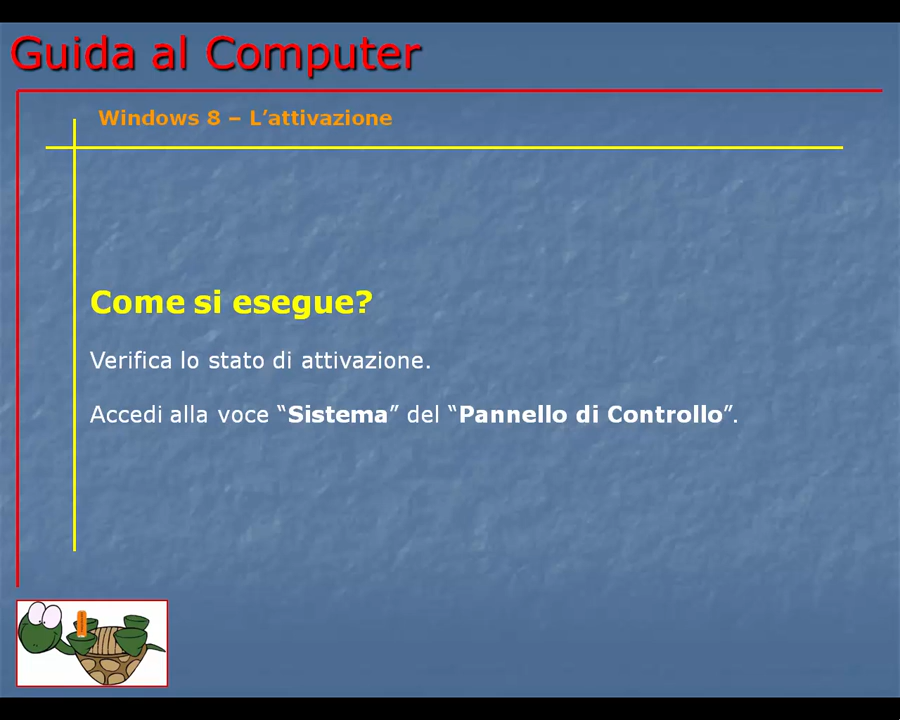 Guida al Computer
Windows 8 – L’attivazione
Come si esegue?
Verifica lo stato di attivazione.
Accedi alla voce “Sistema” del “Pannello di Controllo”.